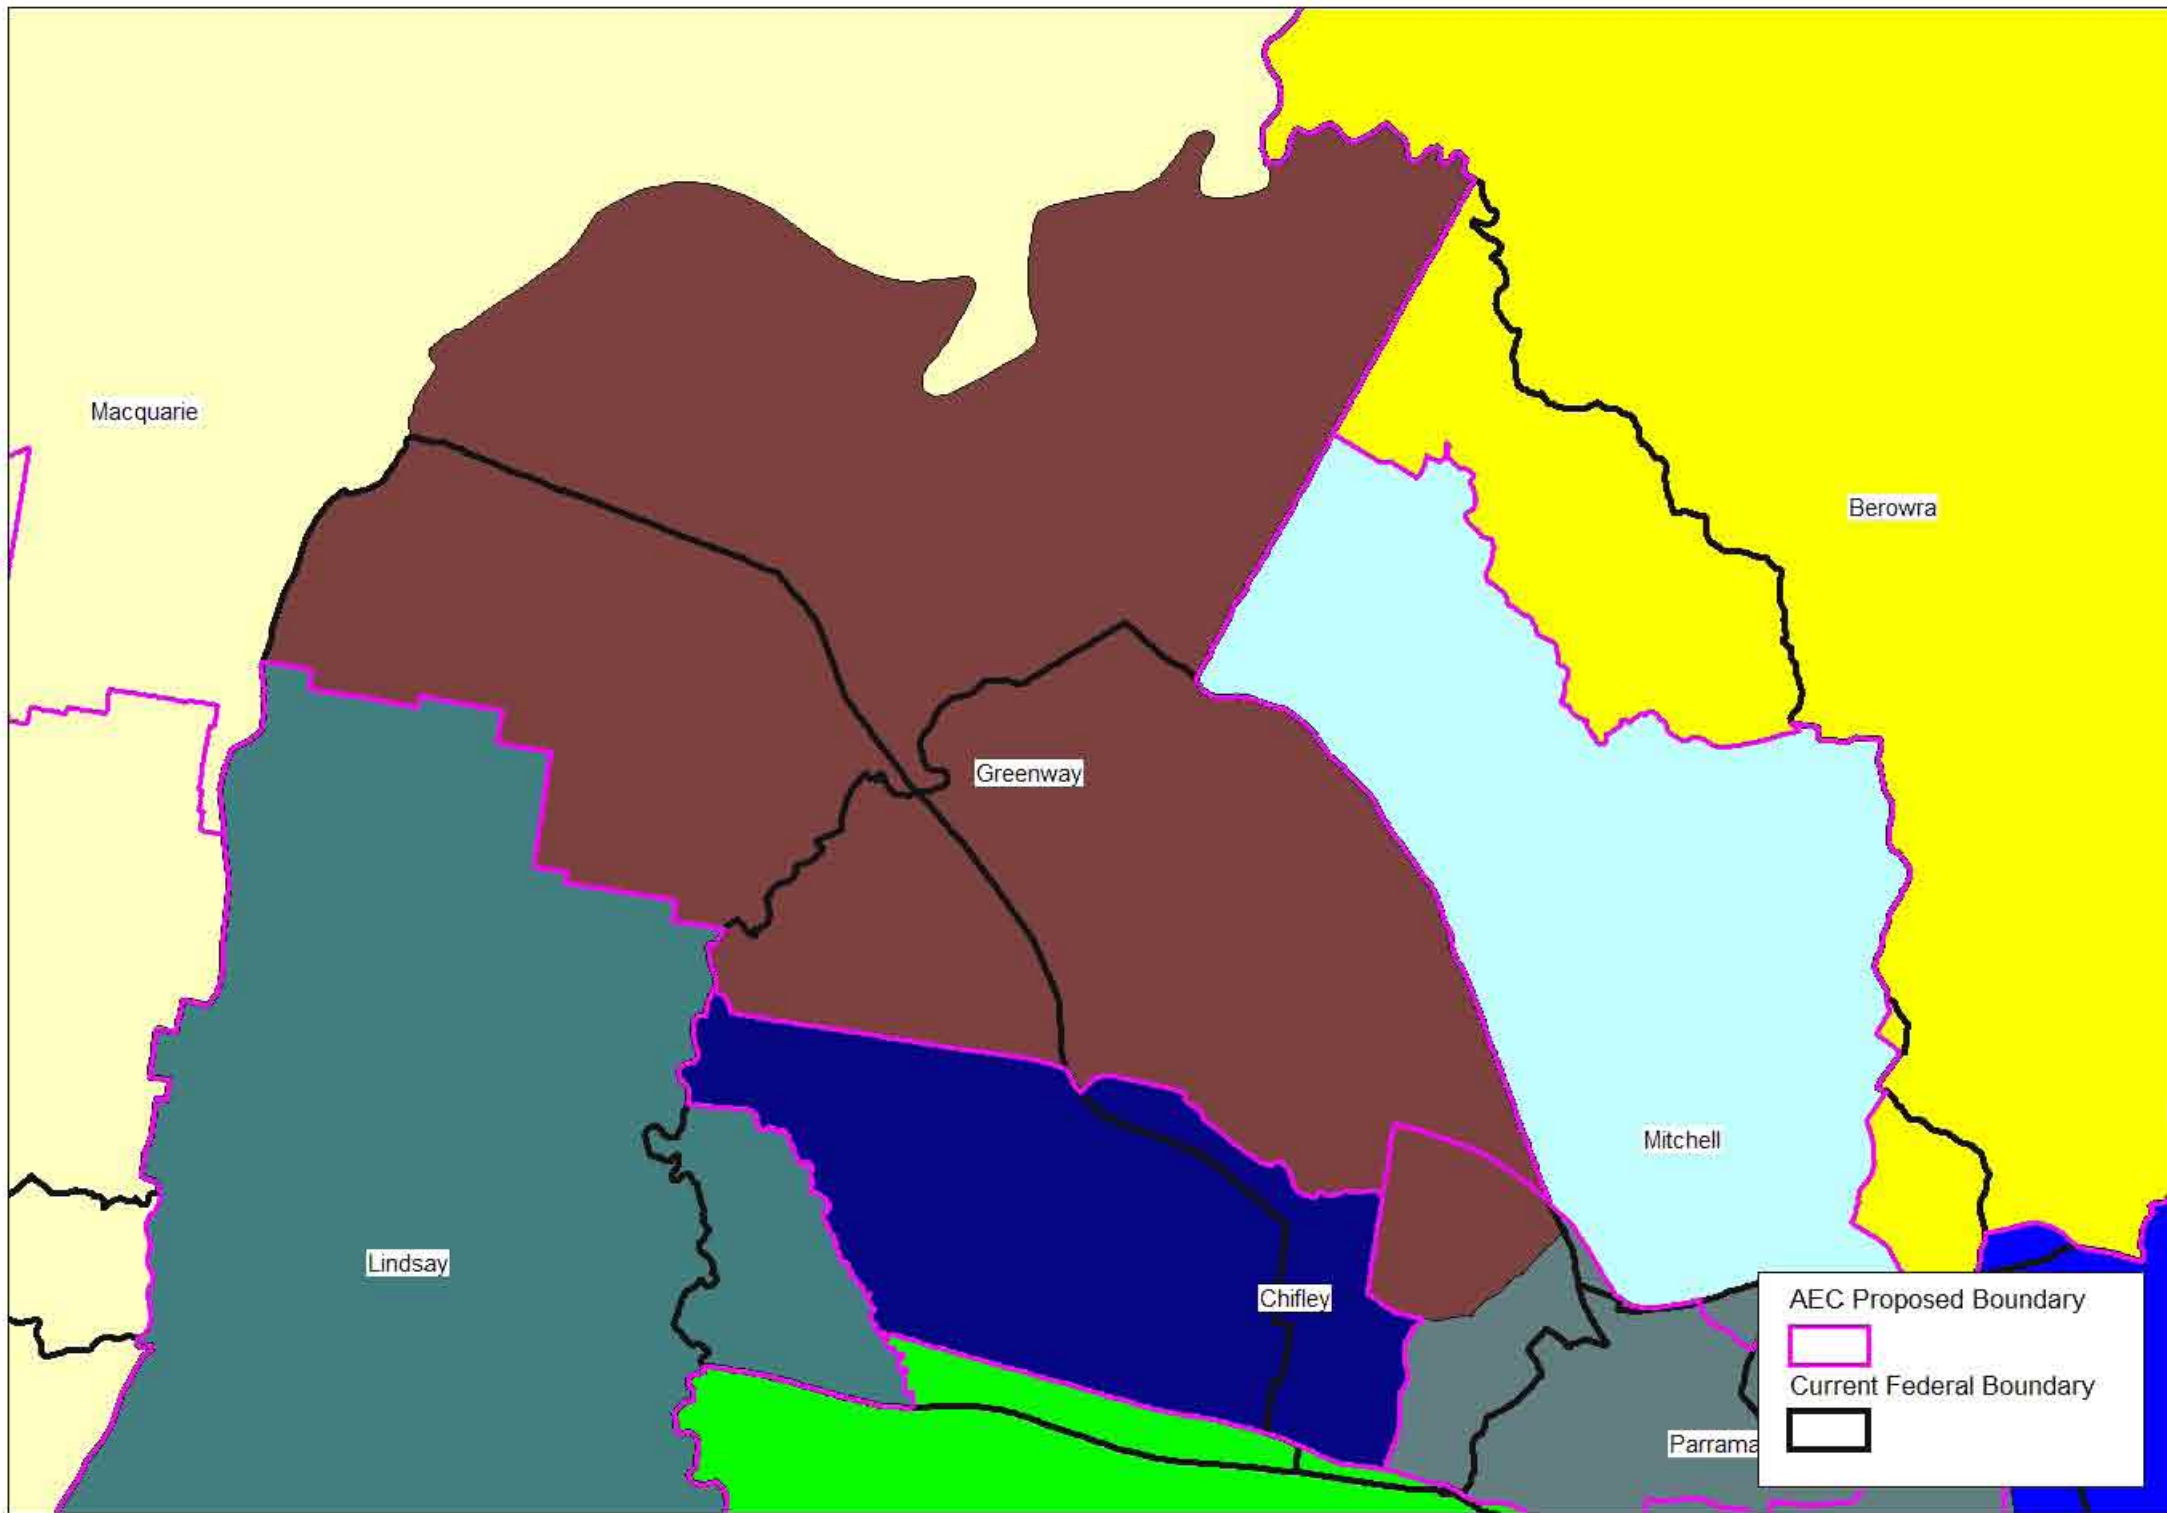 Macquarie
Berowra
Greenway
Mitchell
Lindsay
Chifley
Parrama
AEC Proposed Boundary
Current Federal Boundary